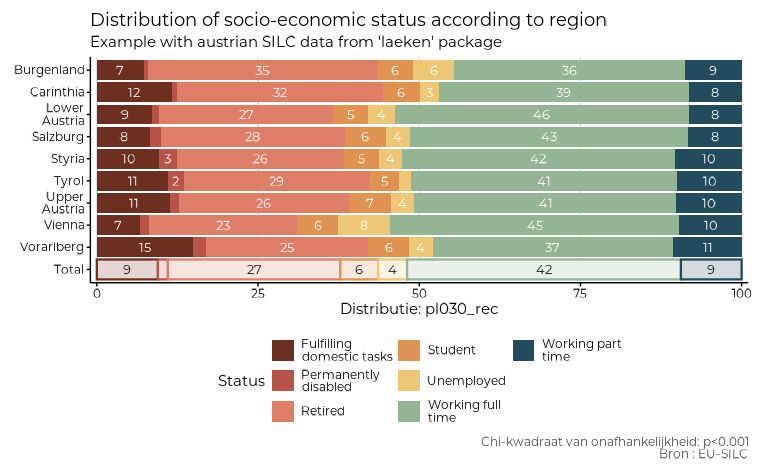 Distribution of socio-economic status according to region
Example with austrian SILC data from 'laeken' package
Burgenland 7 35 6 6 36 9
Carinthia 12 32 6 3 39 8
Lower
Austria 9 27 5 4 46 8
Salzburg 8 28 6 4 43 8
Styria 10 3 26 5 4 42 10
Tyrol 11 2 29 5 41 10
Upper
Austria 11 26 7 4 41 10
Vienna 7 23 6 8 45 10
Vorarlberg 15 25 6 4 37 11
Total 9 27 6 4 42 9
0 25 50 75 100
Distributie: pl030_rec
Status
Fulfilling
domestic tasks
Permanently
disabled
Retired
Student
Unemployed
Working full
time
Working part
time
Chi-kwadraat van onafhankelijkheid: p<0.001
Bron : EU-SILC